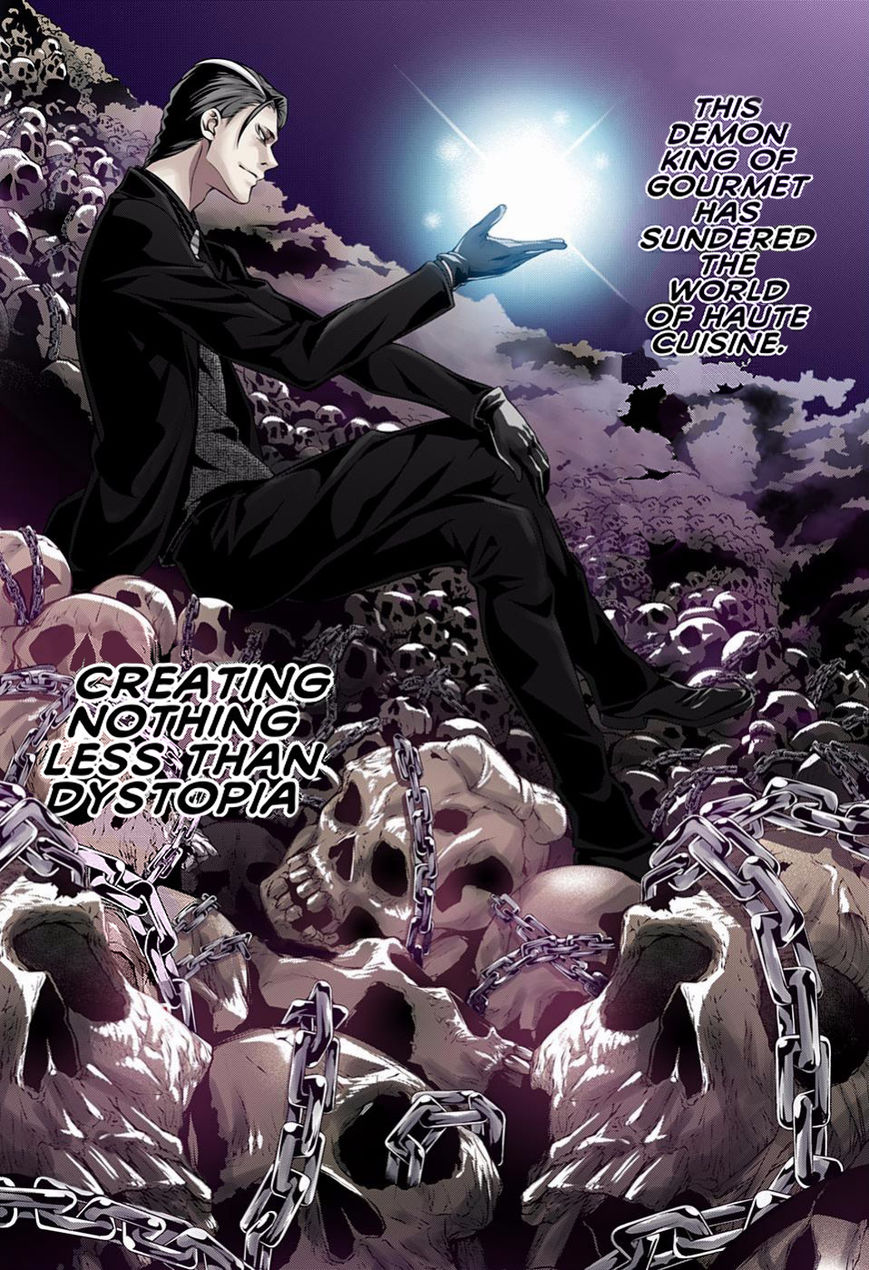 THIS
DEMON
KING OF
GOURMET
HAS
SUNDERED
THE
WORLD
OF HAUTE
CUISINE.
CREATING
NOTHING
LESS THAN
DYSTOPIA